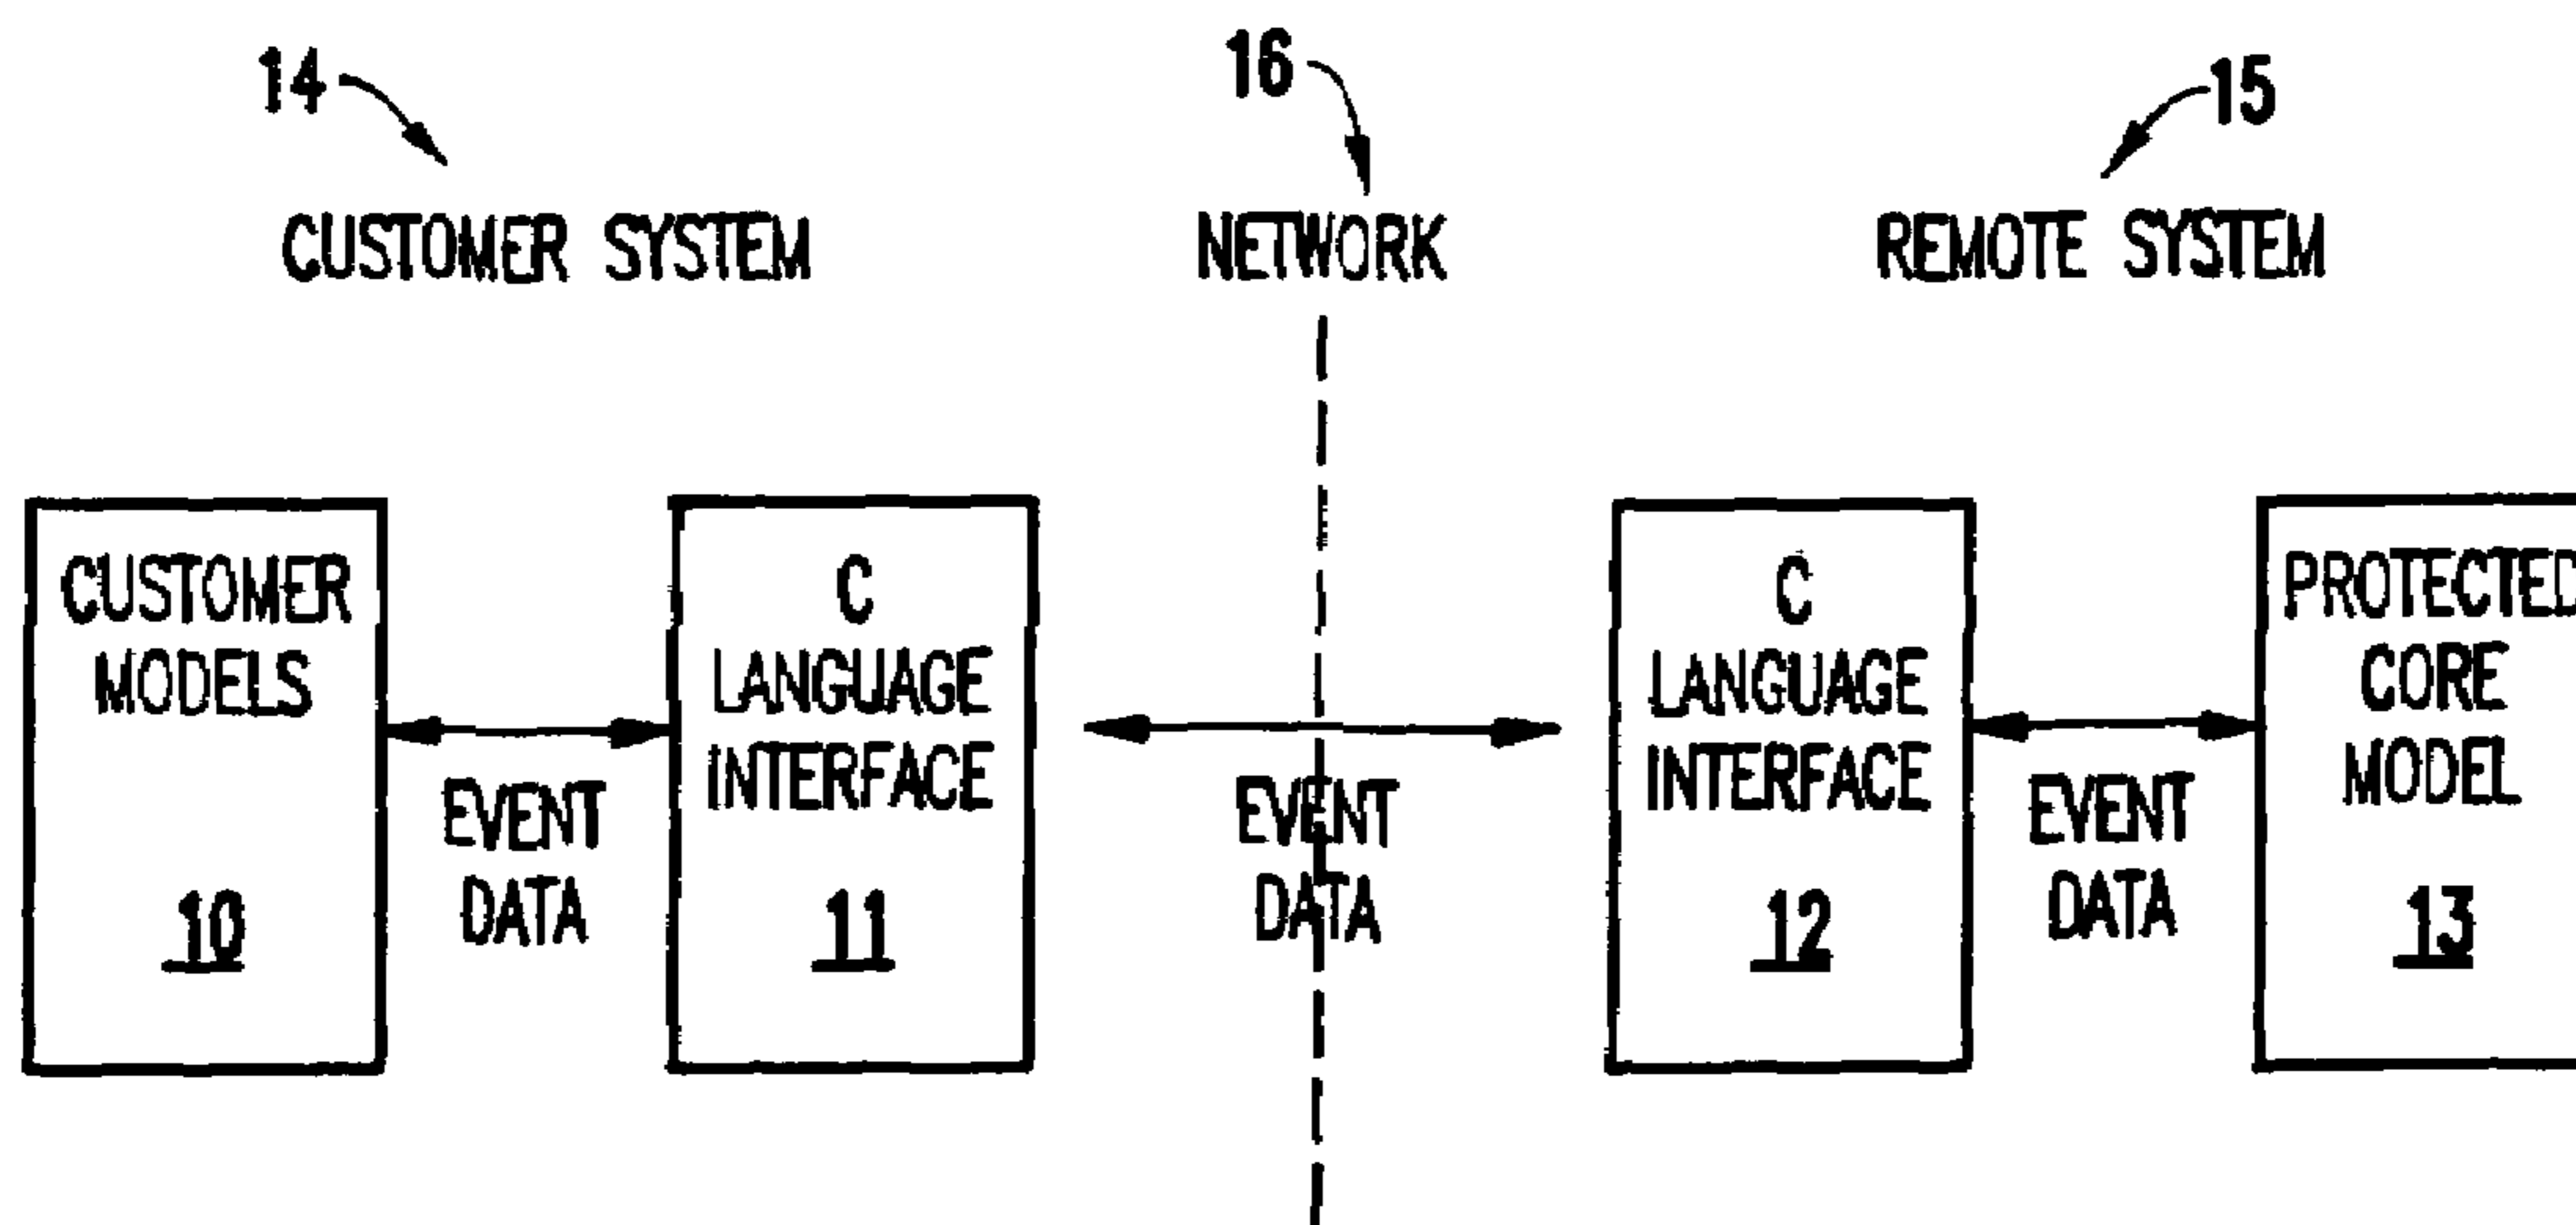 14
16
15
CUSTOMER SYSTEM
NETWORK
REMOTE SYSTEM
CUSTOMER
MODELS
10
EVENT
DATA
C
LANGUAGE
INTERFACE
11
EVENT
DATA
C
LANGUAGE
INTERFACE
12
EVENT
DATA
PROTECTED
CORE
MODEL
13